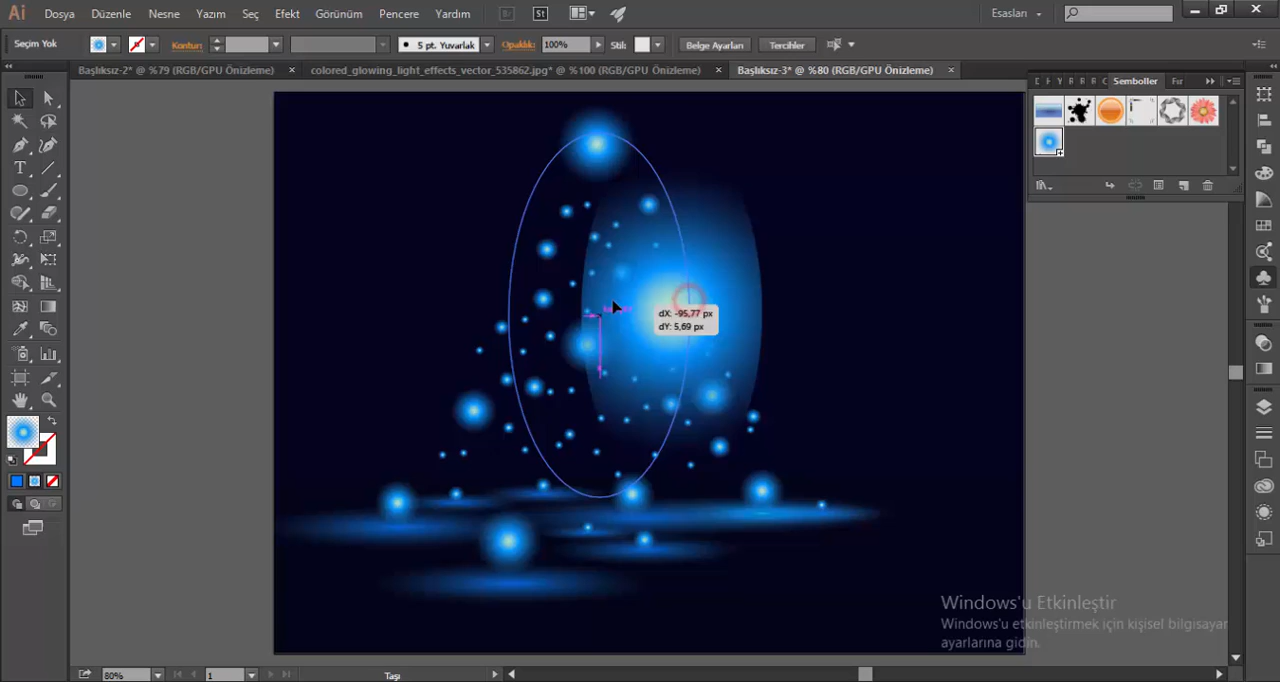 Ai
Dosya
Düzenle
Nesne
Yazım
Seç
Efekt
Görünüm
Pencere
Yardım
Br
St
Esasları
Seçim Yok
Kontur:
5 pt. Yuvarlak
Opaklık:
100%
Stil:
Belge Ayarları
Tercihler
Başlıksız-2* @ %79 (RGB/GPU Önizleme)
colored_glowing_light_effects_vector_535862.jpg* @ %100 (RGB/GPU Önizleme)
Başlıksız-3* @ %80 (RGB/GPU Önizleme)
Semboller
dX: -95,77 px
dY: 5,69 px
Windows'u Etkinleştir
Windows'u etkinleştirmek için kişisel bilgisayar
ayarlarına gidin.
80%
1
Taşı